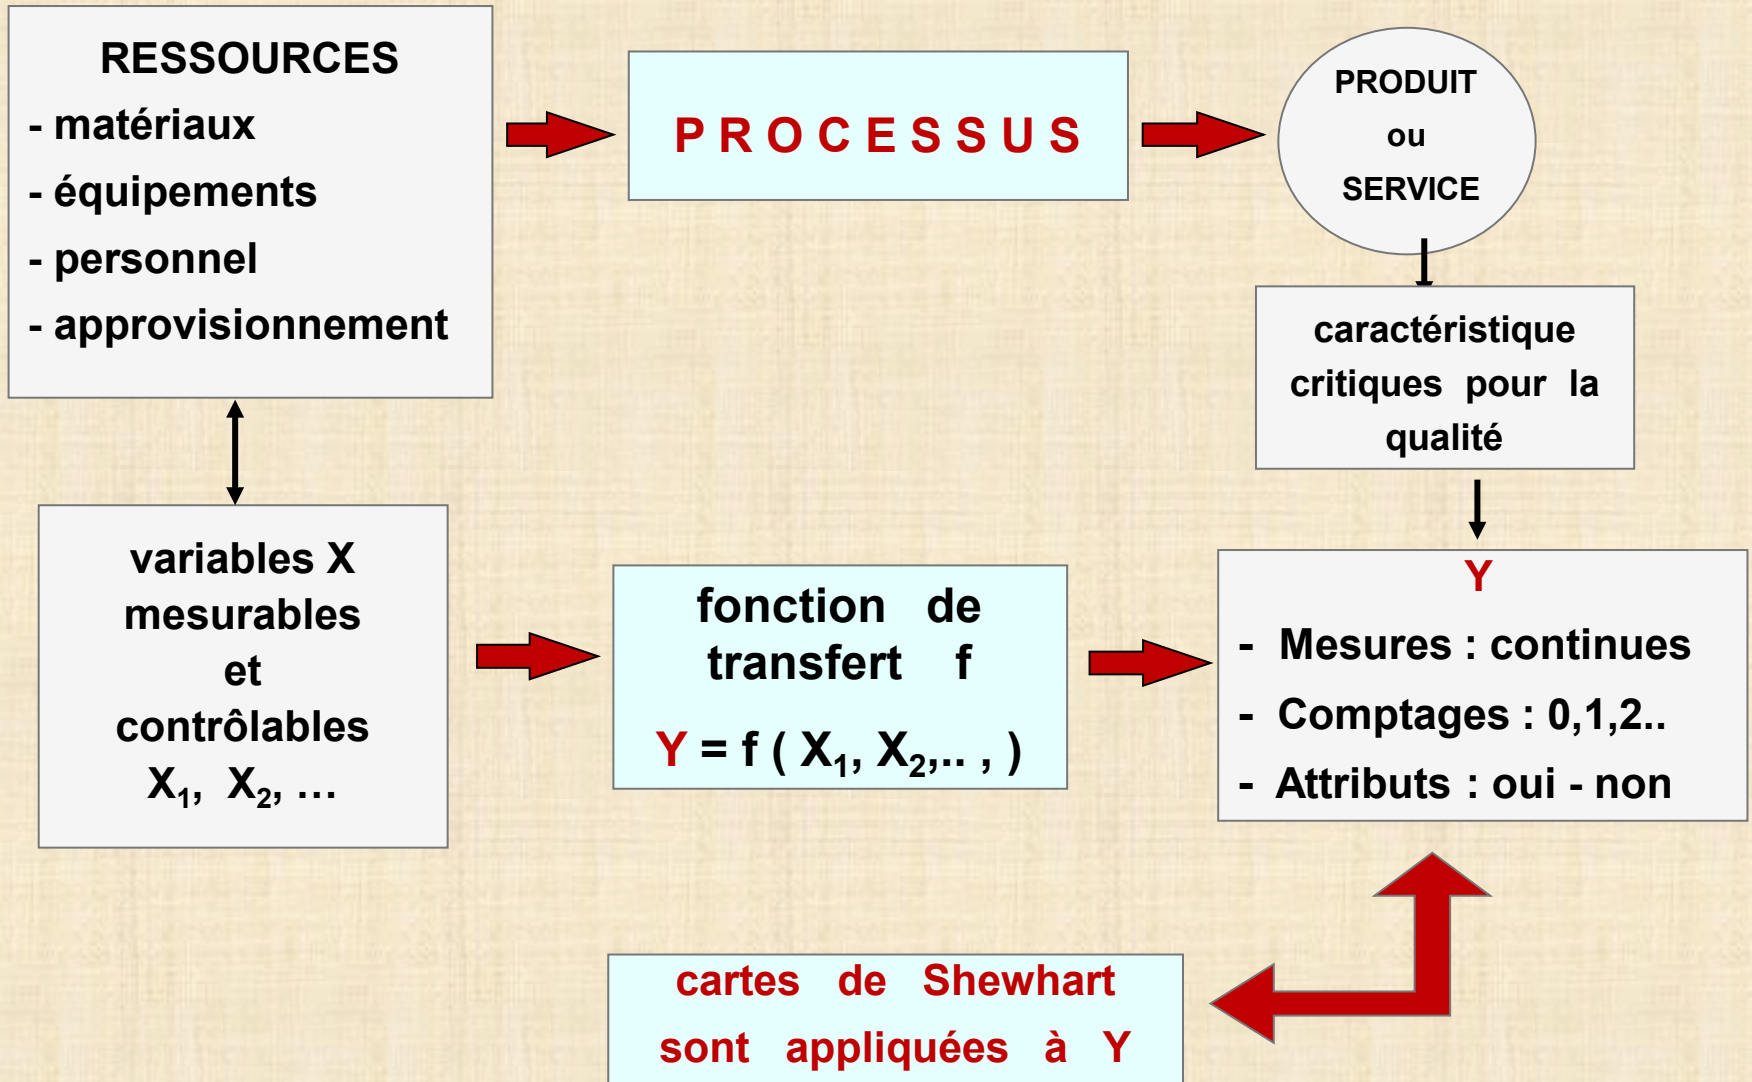 RESSOURCES
- matériaux
- équipements
- personnel
- approvisionnement
P R O C E S S U S
PRODUIT
ou
SERVICE
caractéristique
critiques pour la
qualité
variables X
mesurables
et
contrôlables
X₁, X₂, …
fonction de
transfert f
Y = f ( X₁, X₂,.. , )
Y
- Mesures : continues
- Comptages : 0,1,2..
- Attributs : oui - non
cartes de Shewhart
sont appliquées à Y